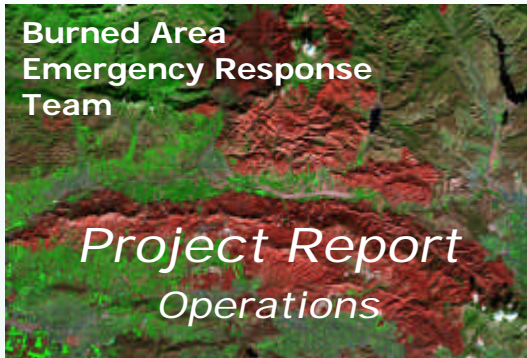 Burned Area
Emergency Response
Team
Project Report
Operations